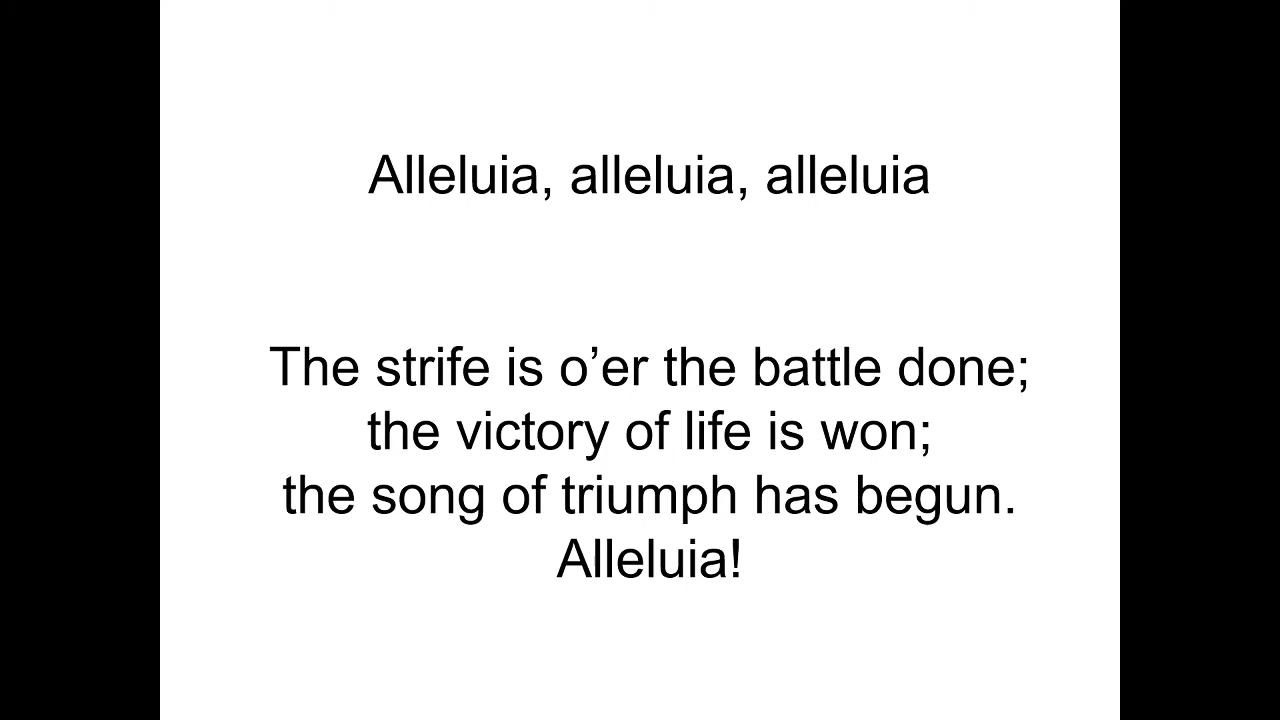 Alleluia, alleluia, alleluia
The strife is o’er the battle done;
the victory of life is won;
the song of triumph has begun.
Alleluia!